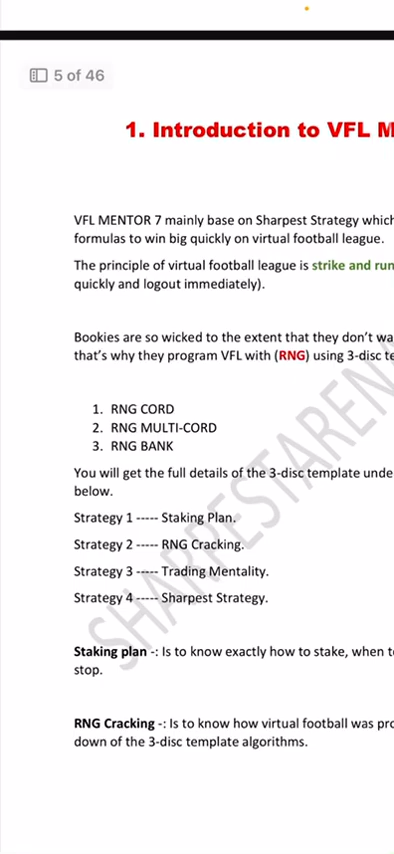 5 of 46
1. Introduction to VFL M
VFL MENTOR 7 mainly base on Sharpest Strategy which
formulas to win big quickly on virtual football league.
The principle of virtual football league is strike and run
quickly and logout immediately).
Bookies are so wicked to the extent that they don't wa
that's why they program VFL with (RNG) using 3-disc te
1. RNG CORD
2. RNG MULTI-CORD
3. RNG BANK
You will get the full details of the 3-disc template unde
below.
Strategy 1 ----- Staking Plan.
Strategy 2 ----- RNG Cracking.
Strategy 3 ----- Trading Mentality.
Strategy 4 ----- Sharpest Strategy.
Staking plan -: Is to know exactly how to stake, when t
stop.
RNG Cracking -: Is to know how virtual football was pro
down of the 3-disc template algorithms.
SHARPESTAREN